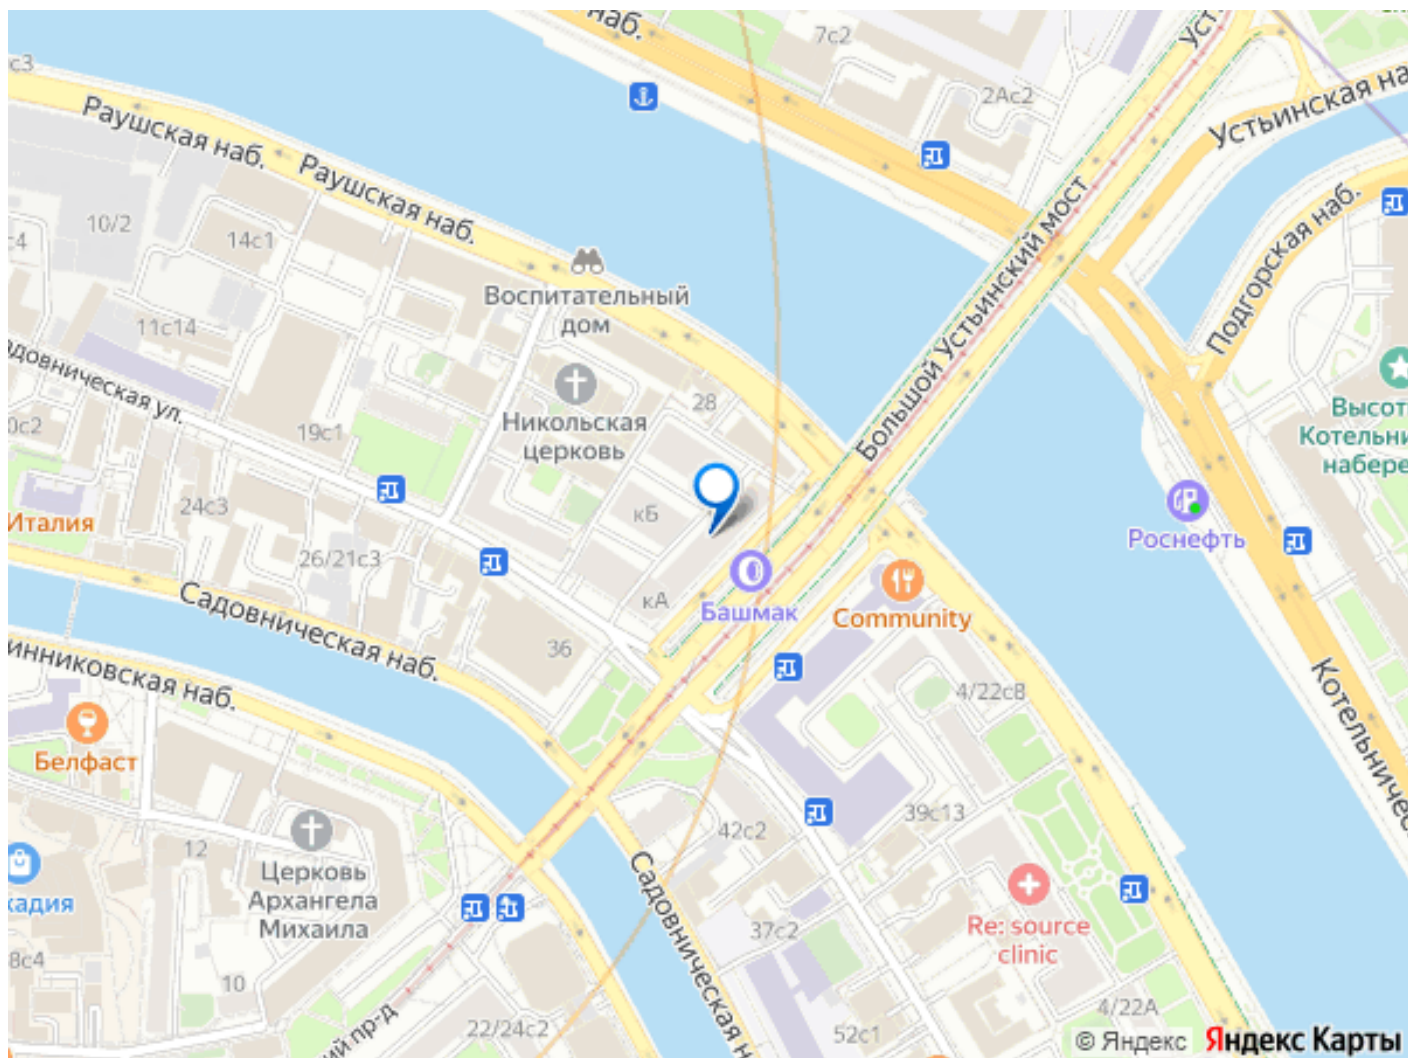 наб.
7с2
Уст
2Ас2
Устьинская на
с3
Раушская наб.
Раушская наб.
10/2
14с1
с4
11с14
Воспитательный
дом
Большой Устьинский мост
Подгорская наб.
адовническая ул.
Никольская
церковь
28
Высот
Котельни
набере
0с2
19с1
Италия
24с3
26/21с3
кБ
кА
Башмак
Community
Роснефть
Садовническая наб.
36
4/22с8
Котельническ
инниковская наб.
Белфаст
12
Церковь
Архангела
Михаила
42с2
39с13
Садовническая н
кадия
8с4
10
37с2
Re: source
clinic
ий пр-д
22/24с2
52с1
4/22А
© Яндекс Яндекс Карты